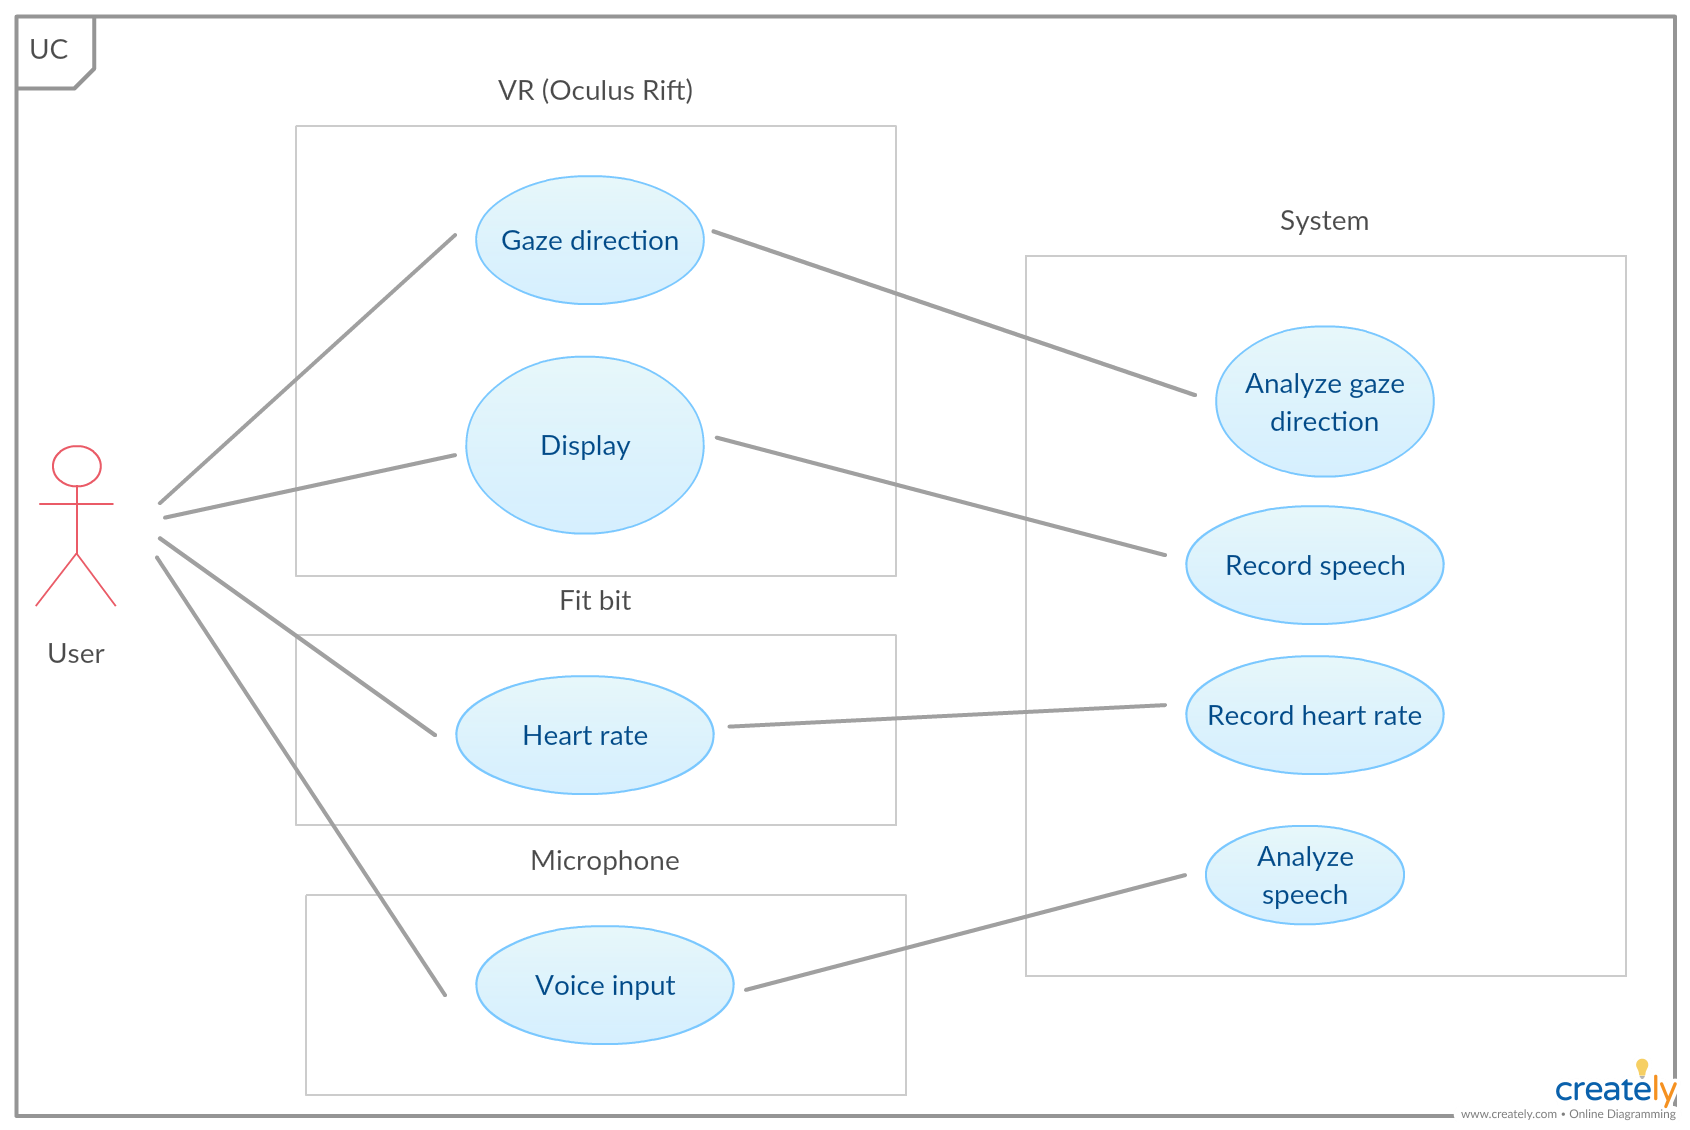 UC
VR (Oculus Rift)
Gaze direction
Display
System
Analyze gaze
direction
Record speech
Record heart rate
Analyze
speech
User
Fit bit
Heart rate
Microphone
Voice input
creately
www.creately.com • Online Diagramming